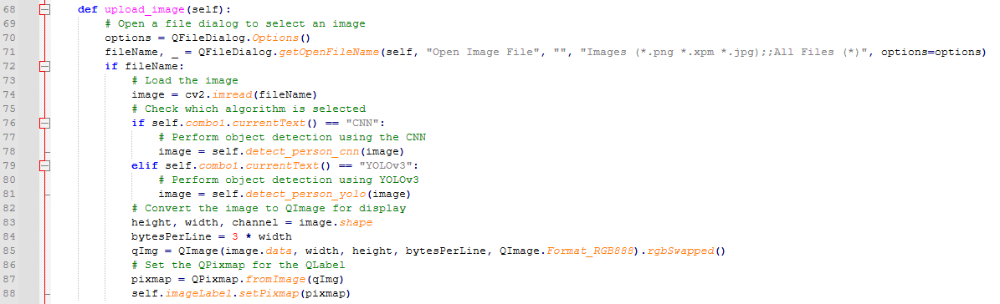 68 def upload_image(self):
69 # Open a file dialog to select an image
70 options = QFileDialog.Options()
71 fileName, _ = QFileDialog.getOpenFileName(self, "Open Image File", "", "Images (*.png *.xpm *.jpg);;All Files (*)", options=options)
72 if fileName:
73 # Load the image
74 image = cv2.imread(fileName)
75 # Check which algorithm is selected
76 if self.combo1.currentText() == "CNN":
77 # Perform object detection using the CNN
78 image = self.detect_person_cnn(image)
79 elif self.combo1.currentText() == "YOLOv3":
80 # Perform object detection using YOLOv3
81 image = self.detect_person_yolo(image)
82 # Convert the image to QImage for display
83 height, width, channel = image.shape
84 bytesPerLine = 3 * width
85 qImg = QImage(image.data, width, height, bytesPerLine, QImage.Format_RGB888).rgbSwapped()
86 # Set the QPixmap for the QLabel
87 pixmap = QPixmap.fromImage(qImg)
88 self.imageLabel.setPixmap(pixmap)